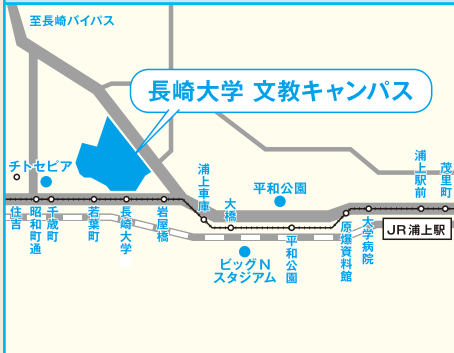 至長崎バイパス
長崎大学 文教キャンパス
チトセピア
住吉
昭和町通
千歳町
若葉町
長崎大学
岩屋橋
浦上車庫
大橋
平和公園
平和公園
原爆資料館
大学病院
浦上駅前
茂里町
JR浦上駅
ビッグN
スタジアム